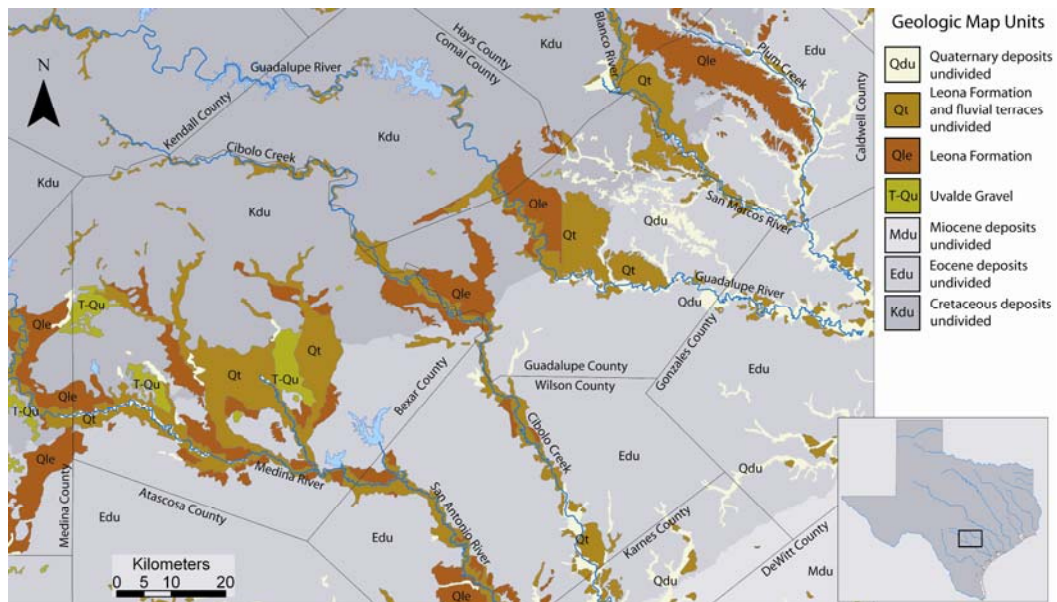 Hays County
Comal County
Kdu
Blanco River
Edu
Plum Creek
Qle
Qt
N
Guadalupe River
Kendall County
Kdu
Caldwell County
Cibolo Creek
Kdu
Kdu
Qle
San Marcos River
Qdu
Qt
Qt
Guadalupe River
T-Qu
Qle
Qle
Qdu
Qt
Qt
T-Qu
T-Qu
Gonzales County
Guadalupe County
Wilson County
Edu
Bexar County
Qle
T-Qu
Qt
Cibolo Creek
Edu
Qle
Medina River
Qdu
Medina County
Atascosa County
San Antonio River
Edu
Edu
Karnes County
DeWitt County
Qt
Mdu
Qdu
Qle
Kilometers
0 5 10 20
Geologic Map Units
Qdu
Quaternary deposits
undivided
Qt
Leona Formation
and fluvial terraces
undivided
Qle
Leona Formation
T-Qu
Uvalde Gravel
Mdu
Miocene deposits
undivided
Edu
Eocene deposits
undivided
Kdu
Cretaceous deposits
undivided